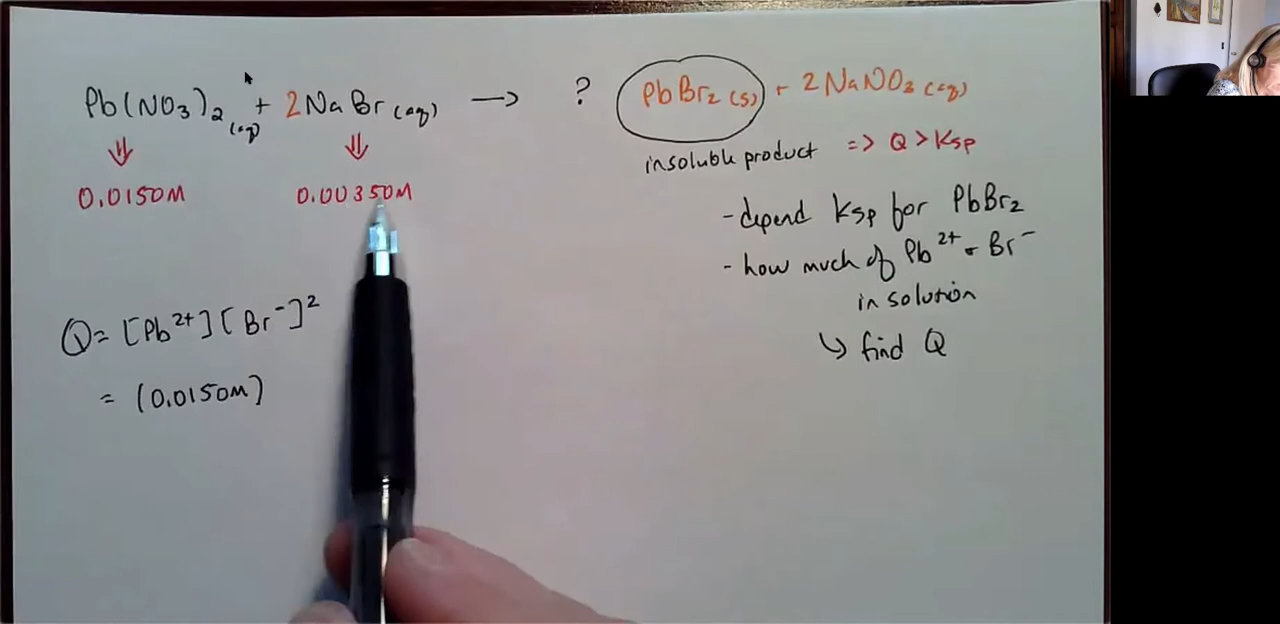 Pb(NO3)2 (aq) + 2NaBr (aq) → ? PbBr2 (s) + 2NaNO3 (aq)
insoluble product => Q > Ksp
0.0150M 0.00350M
- depend Ksp for PbBr2
- how much of Pb2+ & Br-
in solution
↳ find Q
Q = [Pb2+][Br-]2
= (0.0150M)